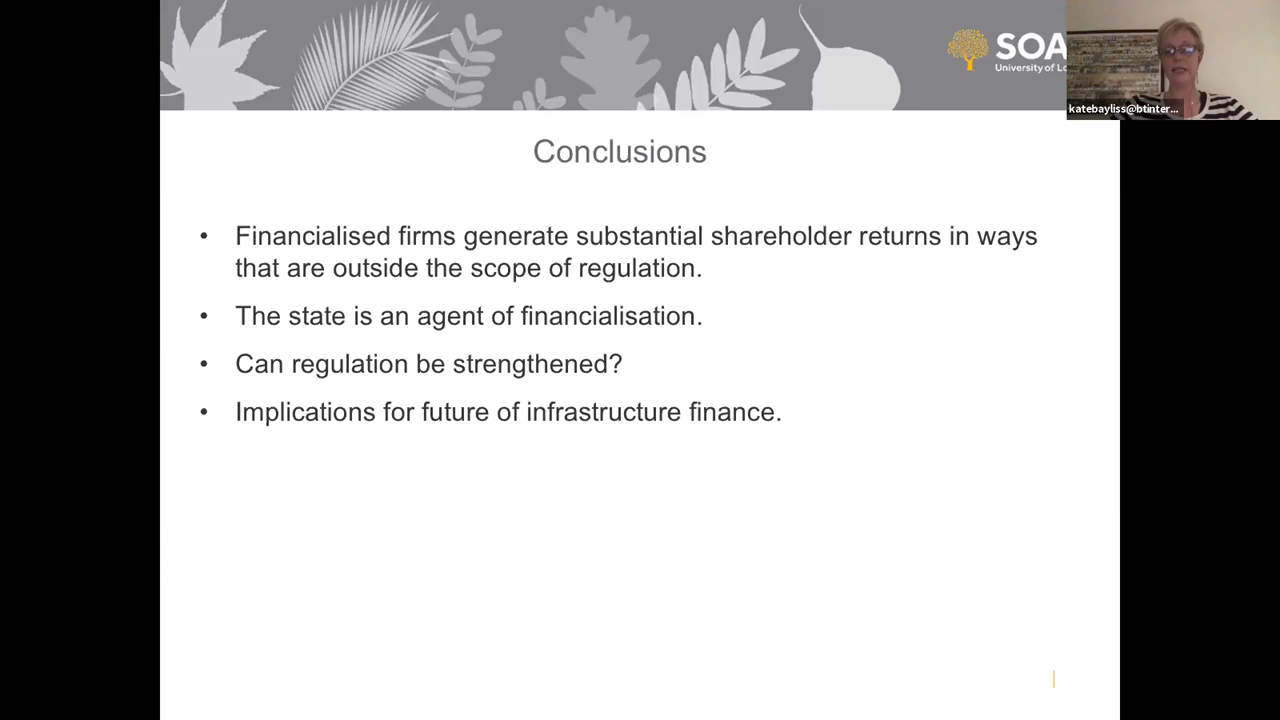 SOA
University of Lo
katebayliss@btinter...
Conclusions
• Financialised firms generate substantial shareholder returns in ways
that are outside the scope of regulation.
• The state is an agent of financialisation.
• Can regulation be strengthened?
• Implications for future of infrastructure finance.